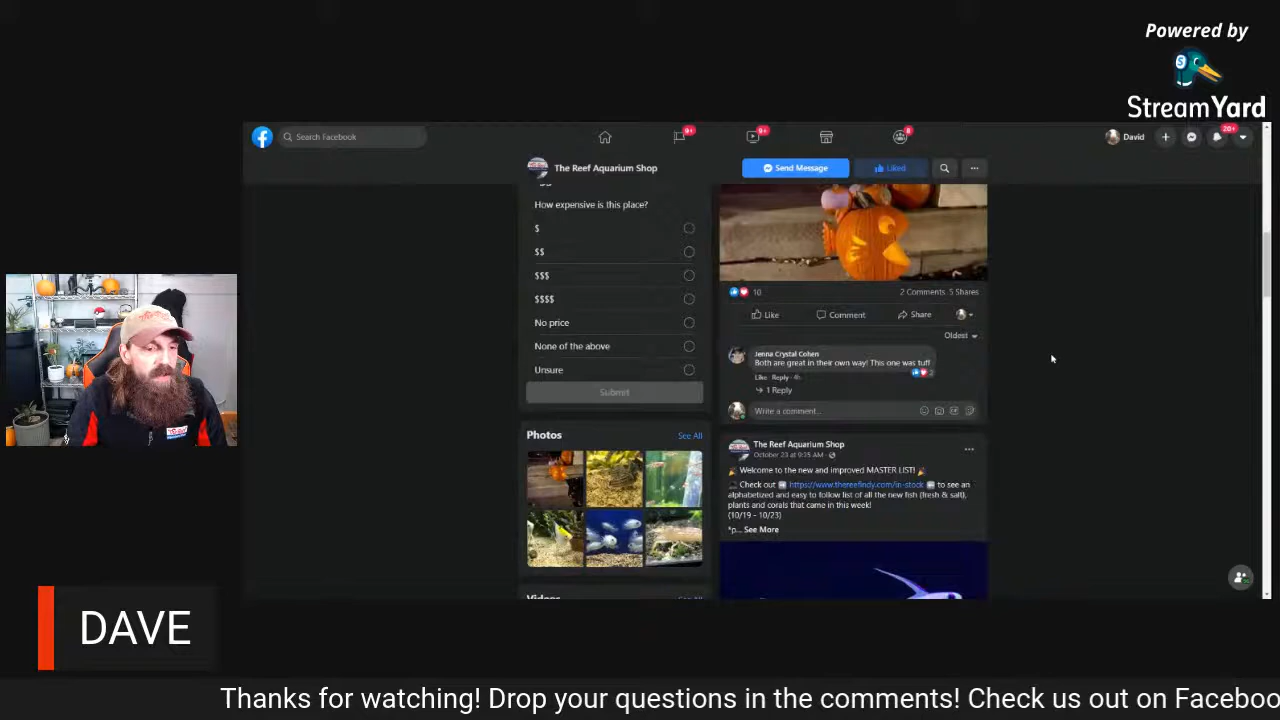 Powered by
StreamYard
Search Facebook
9+
9+
8
David
20+
The Reef Aquarium Shop
Send Message
Liked
How expensive is this place?
$
$$
$$$
$$$$
No price
None of the above
Unsure
Submit
Photos
See All
10
2 Comments 5 Shares
Like
Comment
Share
Oldest
Jenna Crystal Cohen
Both are great in their own way! This one was tuff
2
Like · Reply · 4h
1 Reply
Write a comment...
The Reef Aquarium Shop
October 23 at 9:35 AM
Welcome to the new and improved MASTER LIST!
Check out https://www.thereefindy.com/in-stock to see an
alphabetized and easy to follow list of all the new fish (fresh & salt),
plants and corals that came in this week!
(10/19 - 10/23)
*p... See More
DAVE
Thanks for watching! Drop your questions in the comments! Check us out on Faceboo